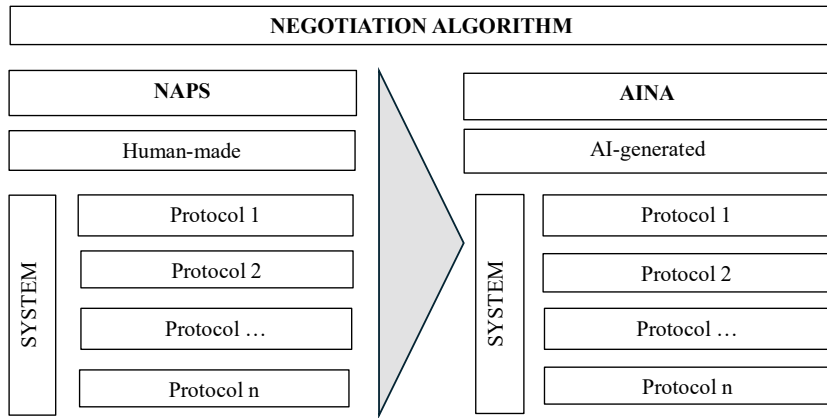 NEGOTIATION ALGORITHM
NAPS
Human-made
SYSTEM
Protocol 1
Protocol 2
Protocol …
Protocol n
AINA
AI-generated
SYSTEM
Protocol 1
Protocol 2
Protocol …
Protocol n